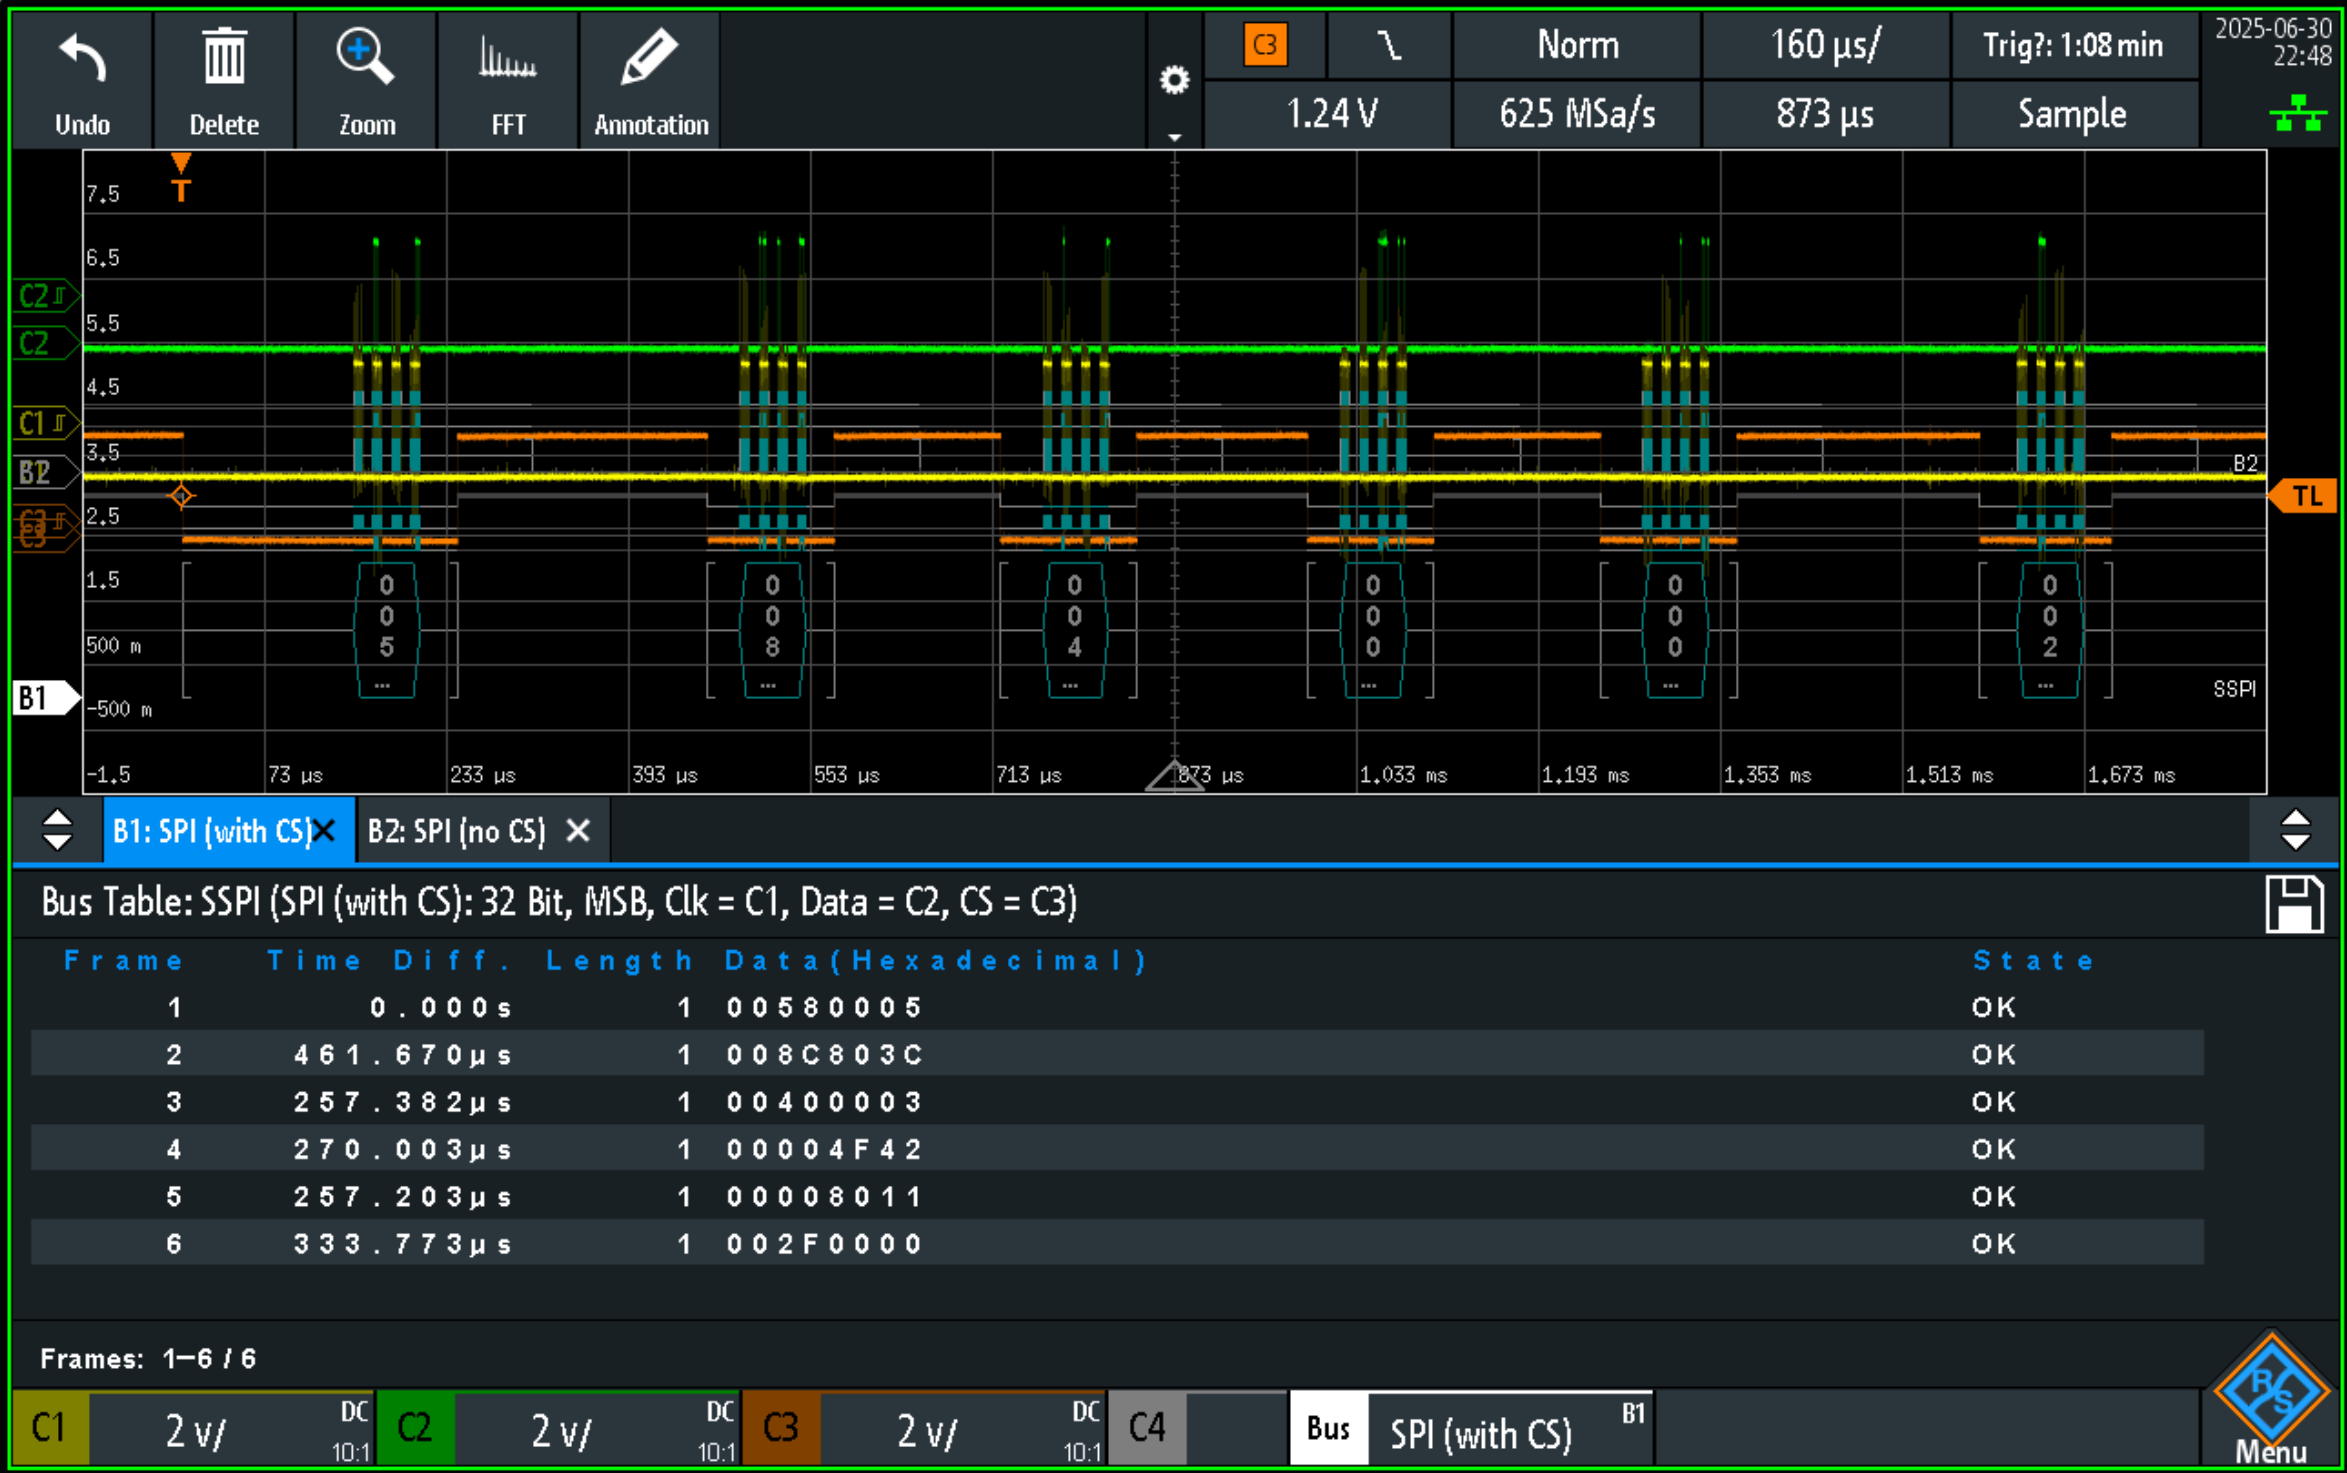 C3 Norm 160 µs/ Trig?: 1:08 min 2025-06-30
22:48
Undo Delete Zoom FFT Annotation 1.24 V 625 MSa/s 873 µs Sample
T
7.5
6.5
C2
5.5
C2
4.5
C1
3.5
B2
B2
TL
2.5
C3
1.5
0 0 0 0 0 0
0 0 0 0 0 0
5 8 4 0 0 2
... ... ... ... ... ...
500 m
B1 SSPI
-500 m
-1.5 73 µs 233 µs 393 µs 553 µs 713 µs 873 µs 1.033 ms 1.193 ms 1.353 ms 1.513 ms 1.673 ms
B1: SPI (with CS) B2: SPI (no CS)
Bus Table: SSPI (SPI (with CS): 32 Bit, MSB, Clk = C1, Data = C2, CS = C3)
Frame Time Diff. Length Data(Hexadecimal) State
1 0.000s 1 00580005 OK
2 461.670µs 1 008C803C OK
3 257.382µs 1 00400003 OK
4 270.003µs 1 00004F42 OK
5 257.203µs 1 00008011 OK
6 333.773µs 1 002F0000 OK
Frames: 1-6 / 6
C1 2 V/ DC 10:1 C2 2 V/ DC 10:1 C3 2 V/ DC 10:1 C4 Bus SPI (with CS) B1 R S
Menu